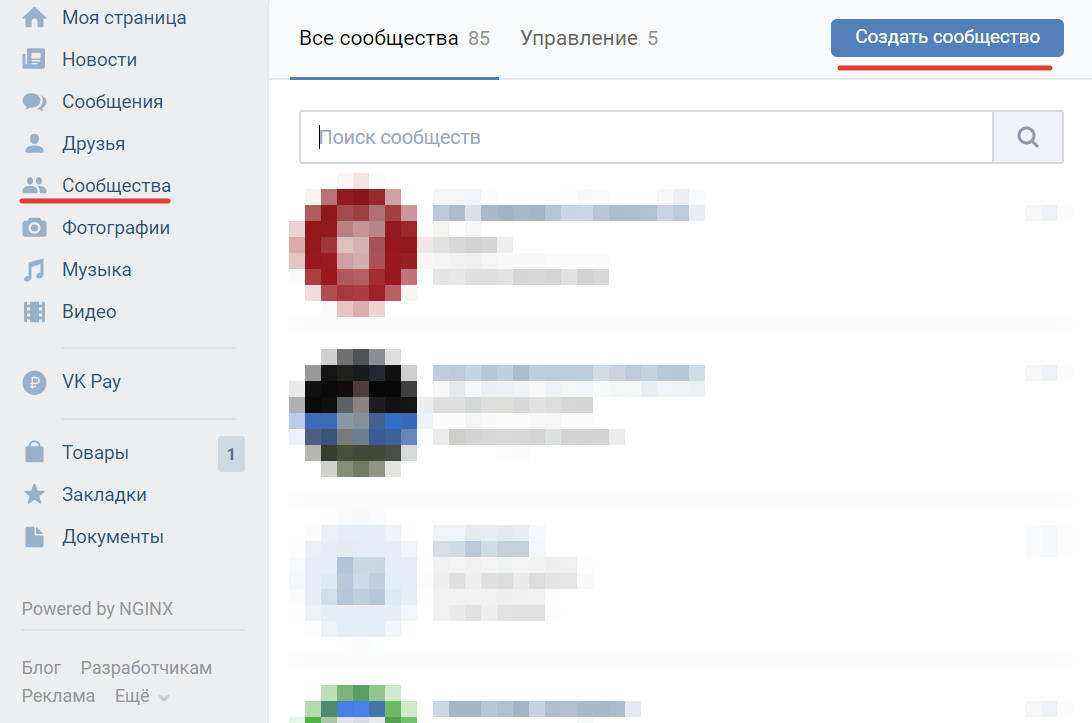 Моя страница
Новости
Сообщения
Друзья
Сообщества
Фотографии
Музыка
Видео
VK Pay
Товары 1
Закладки
Документы
Powered by NGINX
Блог Разработчикам
Реклама Ещё
Все сообщества 85 Управление 5 Создать сообщество
Поиск сообществ